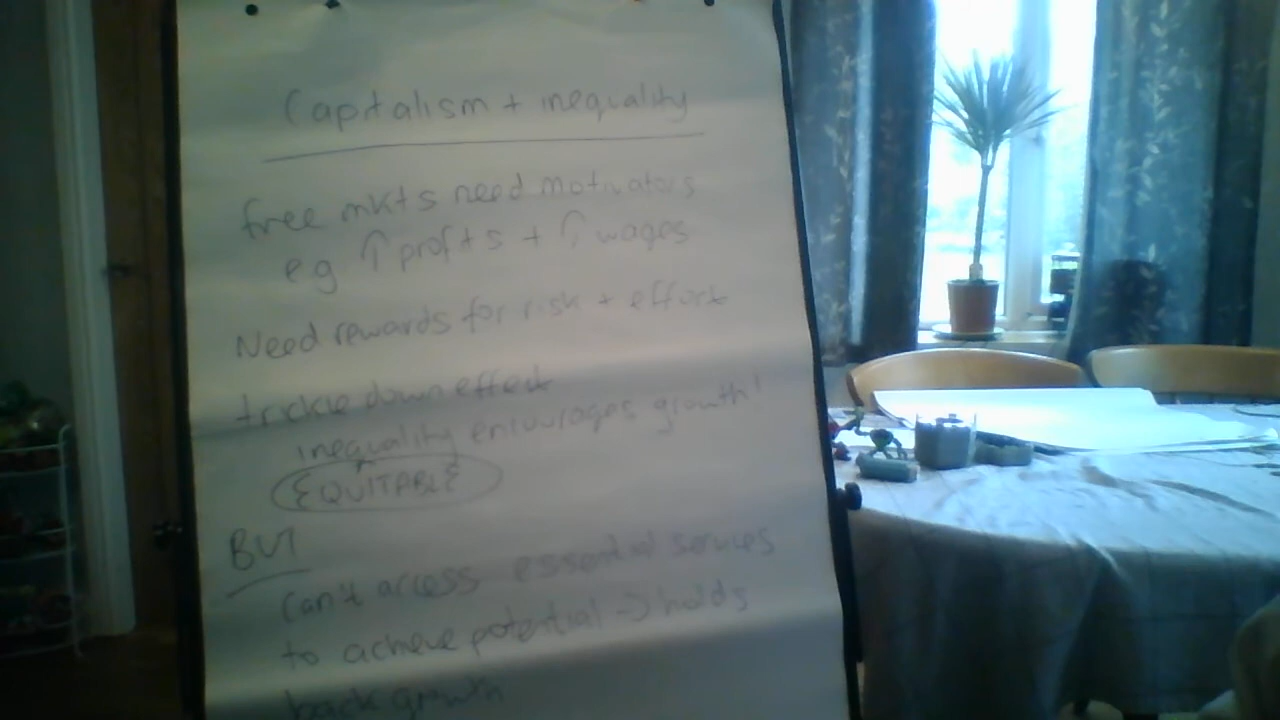 Capitalism + inequality
free mkts need motivators
eg ↑ profits + ↑ wages
Need rewards for risk + effort
trickle down effect
inequality encourages growth!
EQUITABLE
BUT
Can't access essential services
to achieve potential → holds
back growth